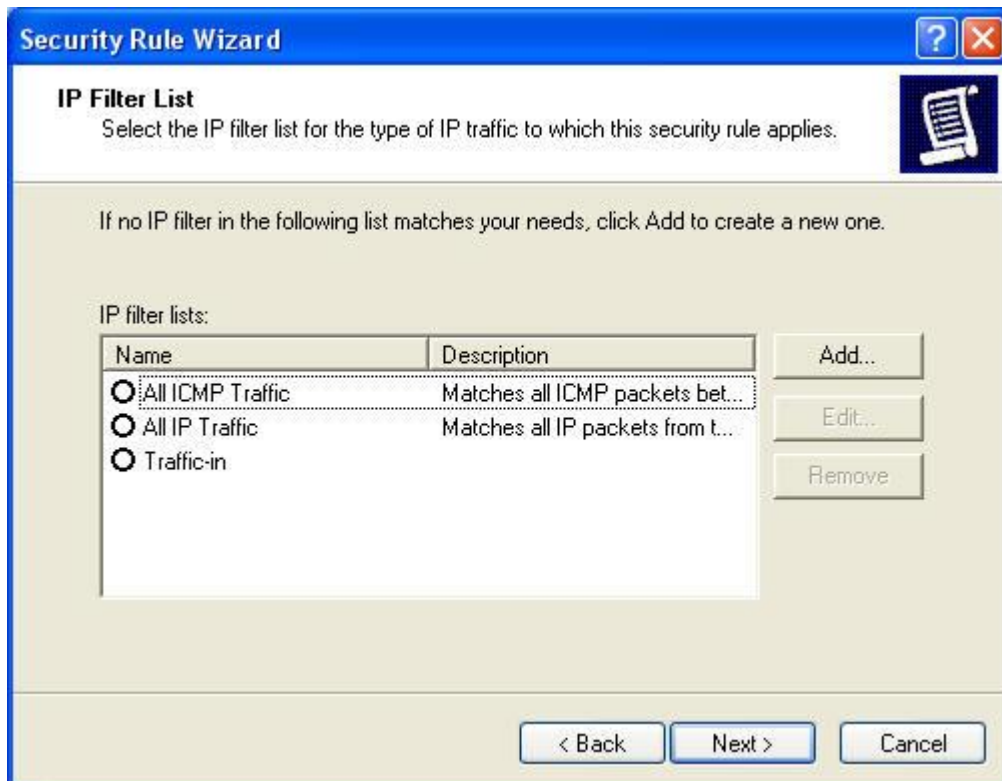 Security Rule Wizard
IP Filter List
Select the IP filter list for the type of IP traffic to which this security rule applies.
If no IP filter in the following list matches your needs, click Add to create a new one.
IP filter lists:
Name Description
All ICMP Traffic Matches all ICMP packets bet...
All IP Traffic Matches all IP packets from t...
Traffic-in
Add...
Edit...
Remove
< Back Next > Cancel